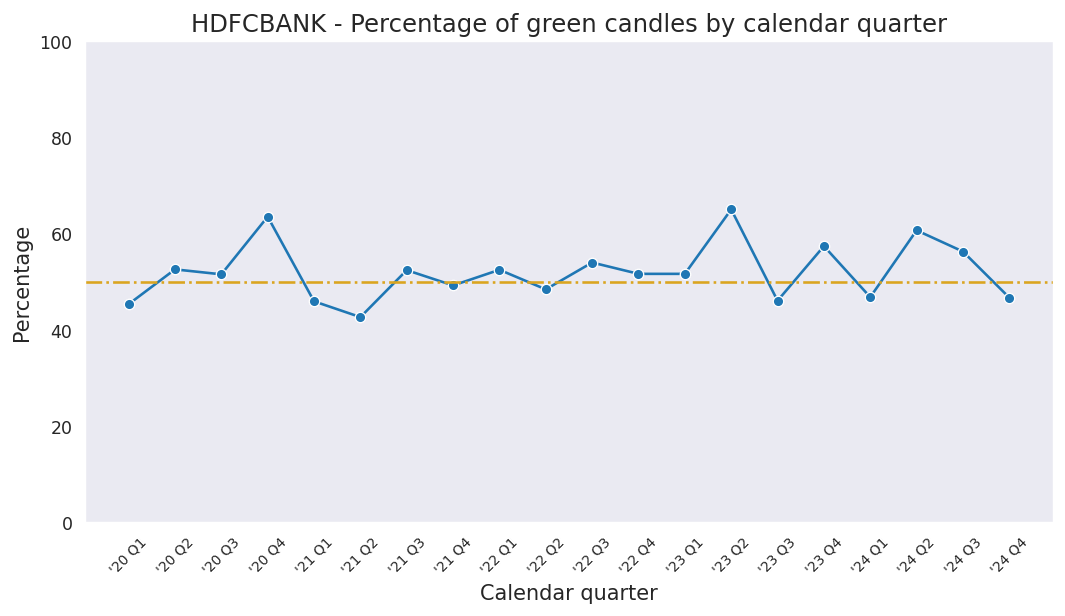 HDFCBANK - Percentage of green candles by calendar quarter
Percentage
100
80
60
40
20
0
'20 Q1
'20 Q2
'20 Q3
'20 Q4
'21 Q1
'21 Q2
'21 Q3
'21 Q4
'22 Q1
'22 Q2
'22 Q3
'22 Q4
'23 Q1
'23 Q2
'23 Q3
'23 Q4
'24 Q1
'24 Q2
'24 Q3
'24 Q4
Calendar quarter